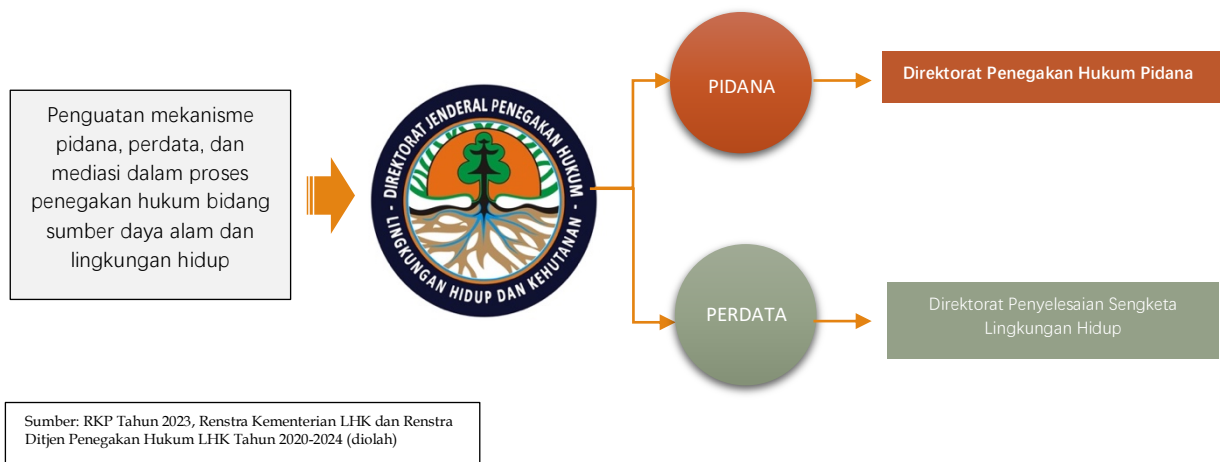 Penguatan mekanisme
pidana, perdata, dan
mediasi dalam proses
penegakan hukum bidang
sumber daya alam dan
lingkungan hidup
DIREKTORAT JENDERAL PENEGAKAN HUKUM
- LINGKUNGAN HIDUP DAN KEHUTANAN -
PIDANA
Direktorat Penegakan Hukum Pidana
PERDATA
Direktorat Penyelesaian Sengketa
Lingkungan Hidup
Sumber: RKP Tahun 2023, Renstra Kementerian LHK dan Renstra
Ditjen Penegakan Hukum LHK Tahun 2020-2024 (diolah)